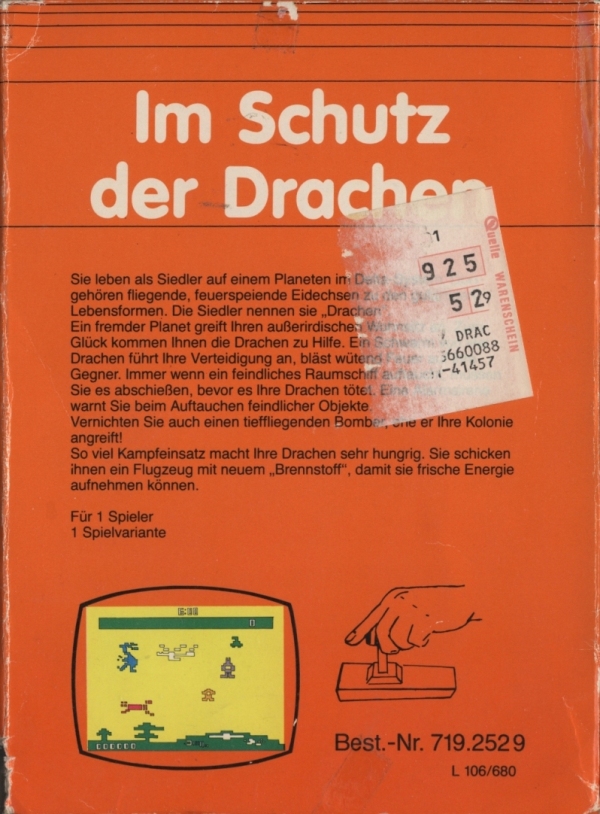 Im Schutz
der Drachen
Quelle WARENSCHEIN
925
5 29
DRAC
5660088
-41457
Sie leben als Siedler auf einem Planeten im
gehören fliegende, feuerspeiende Eidechsen
Lebensformen. Die Siedler nennen sie „Drachen
Ein fremder Planet greift Ihren außerirdischen
Glück kommen Ihnen die Drachen zu Hilfe. Ein
Drachen führt Ihre Verteidigung an, bläst wütend
Gegner. Immer wenn ein feindliches Raumschiff
Sie es abschießen, bevor es Ihre Drachen tötet.
warnt Sie beim Auftauchen feindlicher Objekte.
Vernichten Sie auch einen tieffliegenden Bomber, ehe er Ihre Kolonie
angreift!
So viel Kampfeinsatz macht Ihre Drachen sehr hungrig. Sie schicken
ihnen ein Flugzeug mit neuem „Brennstoff“, damit sie frische Energie
aufnehmen können.
Für 1 Spieler
1 Spielvariante
000000
Best.-Nr. 719.2529
L 106/680